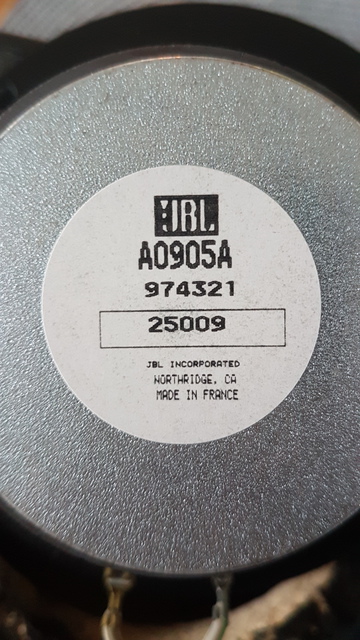 JBL
A0905A
974321
25009
JBL INCORPORATED
NORTHRIDGE, CA
MADE IN FRANCE